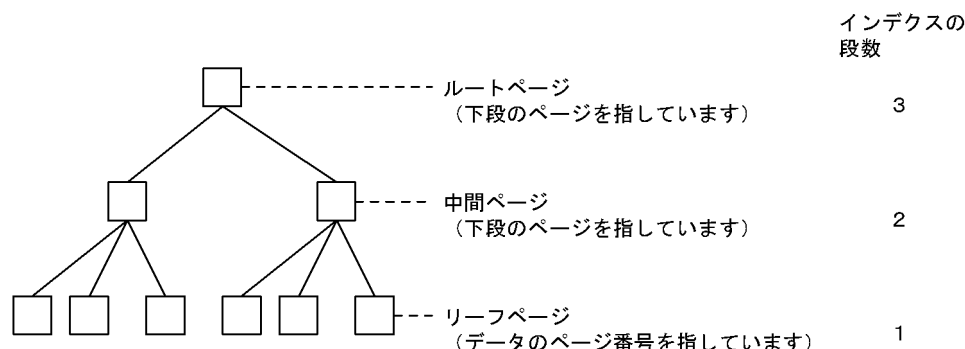 インデクスの
段数
ルートページ
（下段のページを指しています）
3
中間ページ
（下段のページを指しています）
2
リーフページ
（データのページ番号を指しています）
1